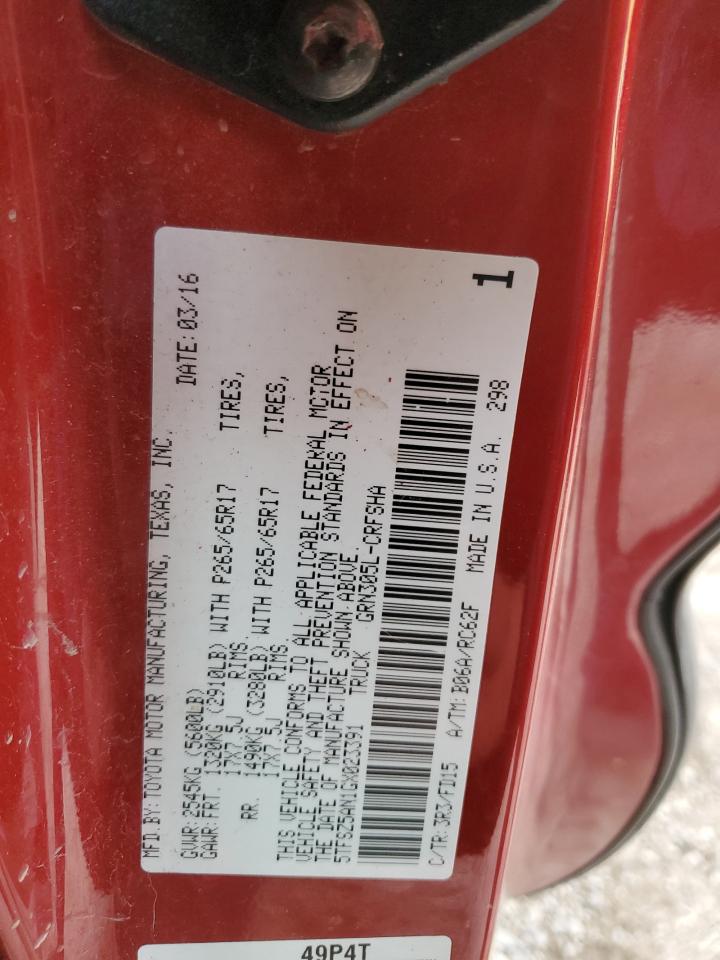 MFD.BY:TOYOTA MOTOR MANUFACTURING, TEXAS, INC. DATE:03/16
GVWR:2545KG(5600LB)
GAWR:FRT. 1320KG (2910LB) WITH P265/65R17 TIRES,
17X7.5J RIMS.
RR. 1490KG (3280LB) WITH P265/65R17 TIRES,
17X7.5J RIMS.
THIS VEHICLE CONFORMS TO ALL APPLICABLE FEDERAL MOTOR
VEHICLE SAFETY AND THEFT PREVENTION STANDARDS IN EFFECT ON
THE DATE OF MANUFACTURE SHOWN ABOVE.
5TFSZ5AN1GX023391 TRUCK GRN305L-CRFSHA
C/TR:3R3/FD15 A/TM:B06A/RC62F MADE IN U.S.A. 298
1
49P4T